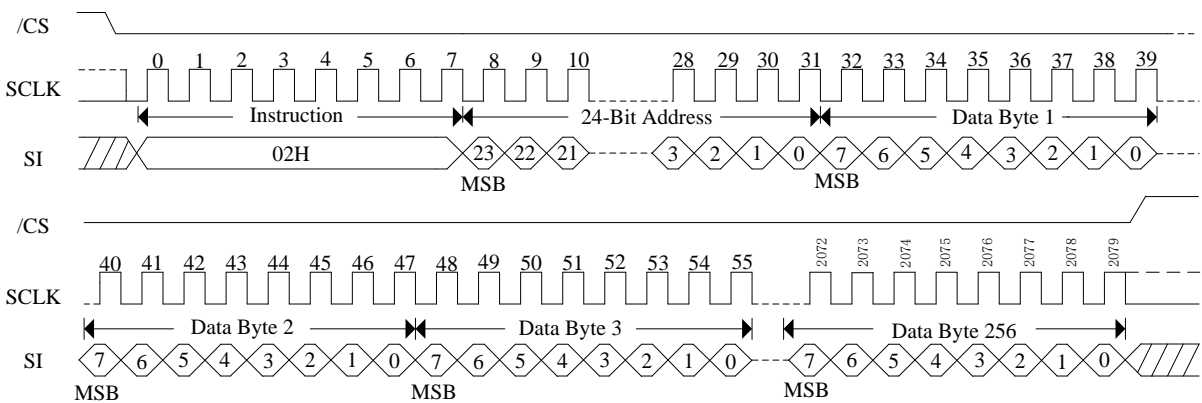 /CS
0 1 2 3 4 5 6 7 8 9 10 28 29 30 31 32 33 34 35 36 37 38 39
SCLK
Instruction 24-Bit Address Data Byte 1
SI 02H 23 22 21 3 2 1 0 7 6 5 4 3 2 1 0
MSB MSB
/CS
40 41 42 43 44 45 46 47 48 49 50 51 52 53 54 55 2072 2073 2074 2075 2076 2077 2078 2079
SCLK
Data Byte 2 Data Byte 3 Data Byte 256
SI 7 6 5 4 3 2 1 0 7 6 5 4 3 2 1 0 7 6 5 4 3 2 1 0
MSB MSB MSB